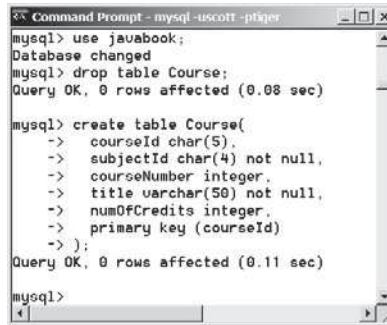 Command Prompt - mysql -uscott -ptiger
mysql> use javabook;
Database changed
mysql> drop table Course;
Query OK, 0 rows affected (0.08 sec)
mysql> create table Course(
-> courseId char(5),
-> subjectId char(4) not null,
-> courseNumber integer,
-> title varchar(50) not null,
-> numOfCredits integer,
-> primary key (courseId)
-> );
Query OK, 0 rows affected (0.11 sec)
mysql>